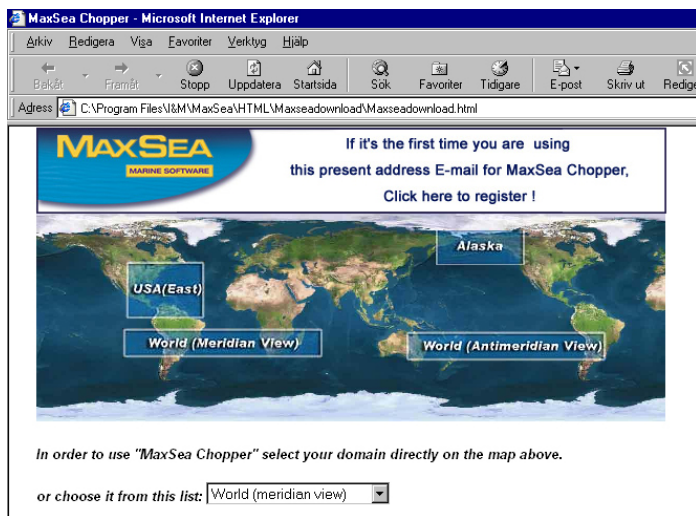 MaxSea Chopper - Microsoft Internet Explorer
Arkiv Redigera Visa Favoriter Verktyg Hjälp
Bakåt Framåt Stopp Uppdatera Startsida Sök Favoriter Tidigare E-post Skriv ut Redige
Adress C:\Program Files\I&M\MaxSea\HTML\Maxseadownload\Maxseadownload.html
MAXSEA
MARINE SOFTWARE
If it's the first time you are using
this present address E-mail for MaxSea Chopper,
Click here to register !
Alaska
USA(East)
World (Meridian View) World (Antimeridian View)
In order to use "MaxSea Chopper" select your domain directly on the map above.
or choose it from this list: World (meridian view)